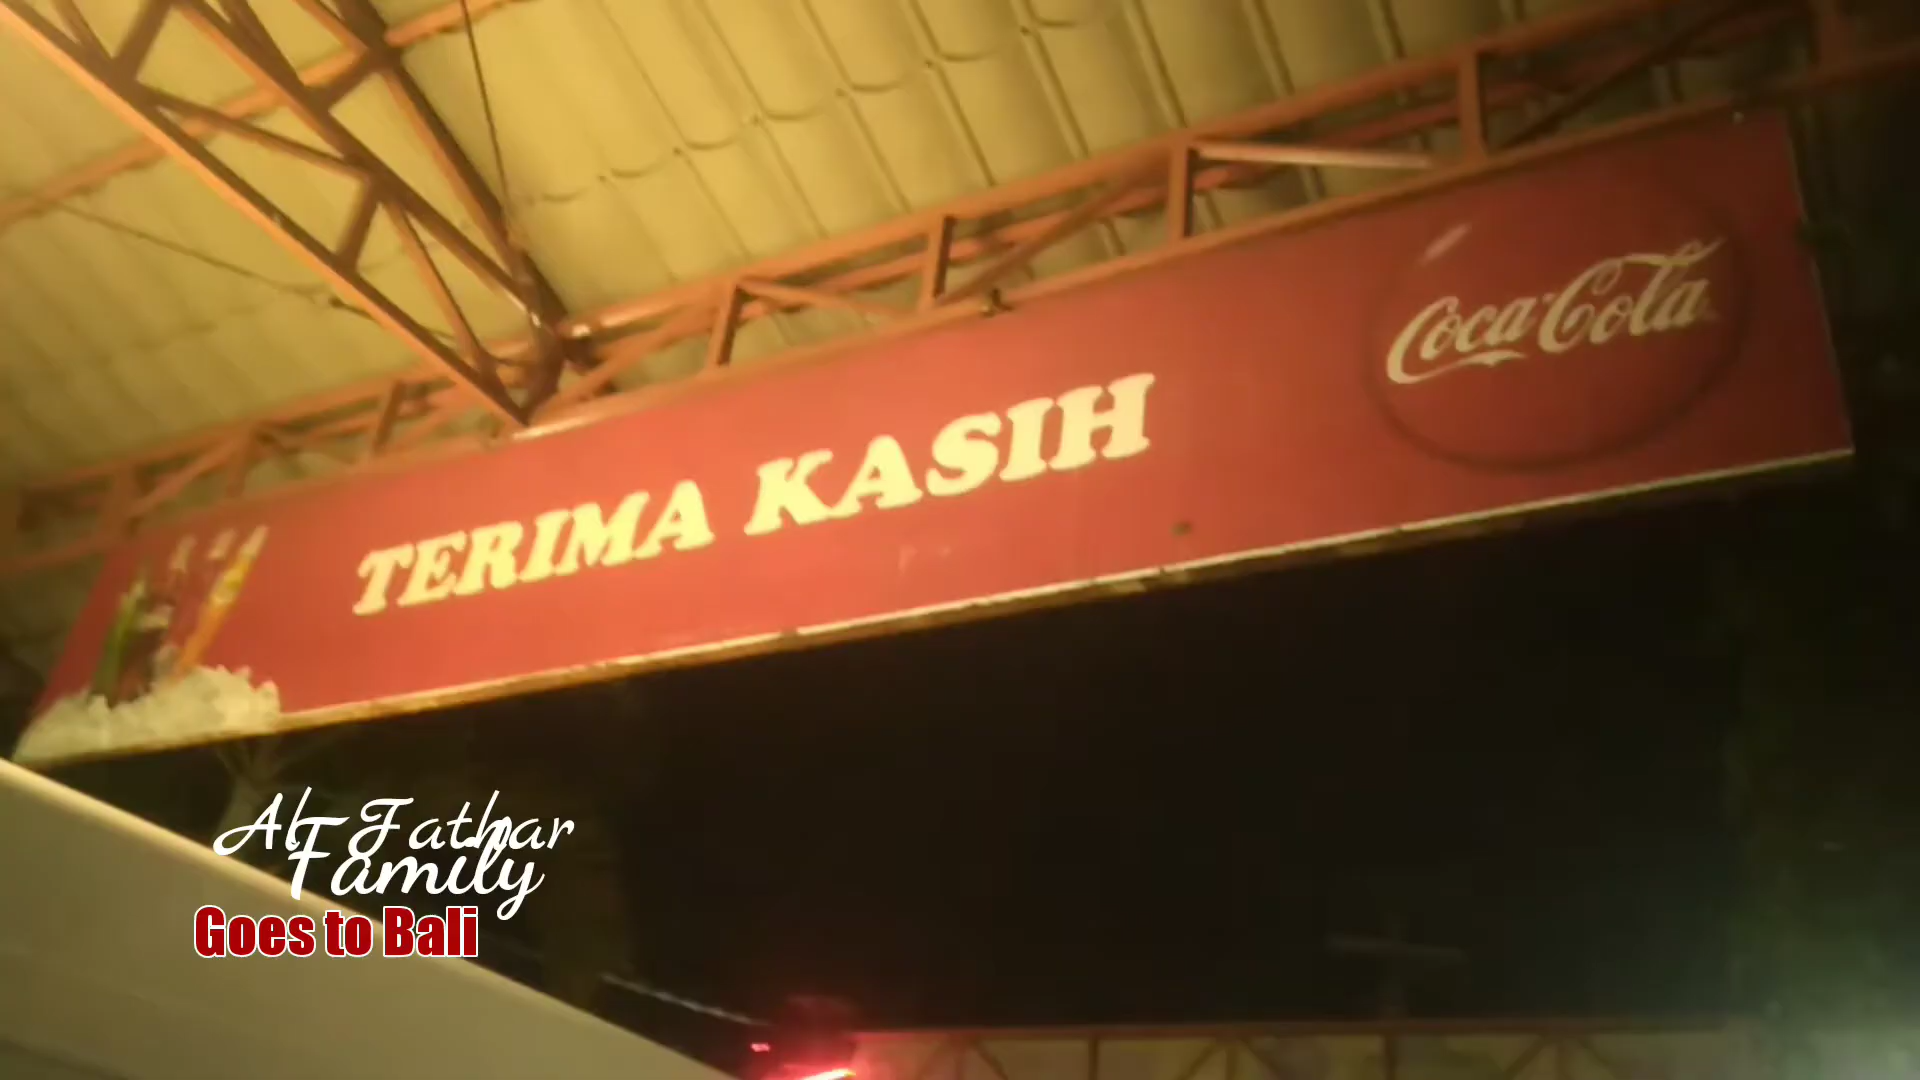 TERIMA KASIH
Coca-Cola
Al-Fathar
Family
Goes to Bali